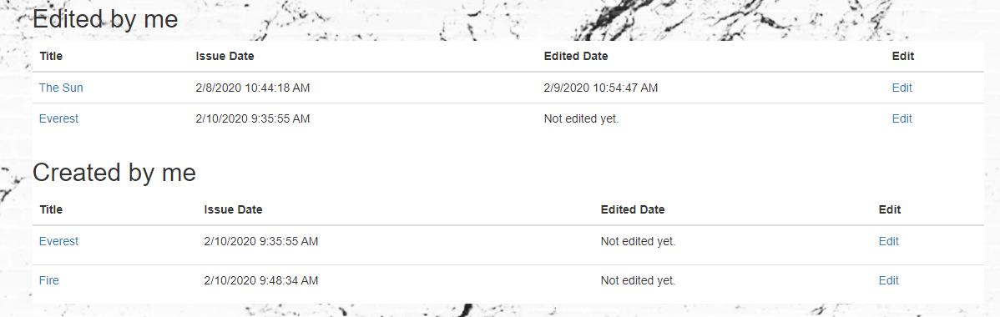 Edited by me
Title Issue Date Edited Date Edit
The Sun 2/8/2020 10:44:18 AM 2/9/2020 10:54:47 AM Edit
Everest 2/10/2020 9:35:55 AM Not edited yet. Edit
Created by me
Title Issue Date Edited Date Edit
Everest 2/10/2020 9:35:55 AM Not edited yet. Edit
Fire 2/10/2020 9:48:34 AM Not edited yet. Edit